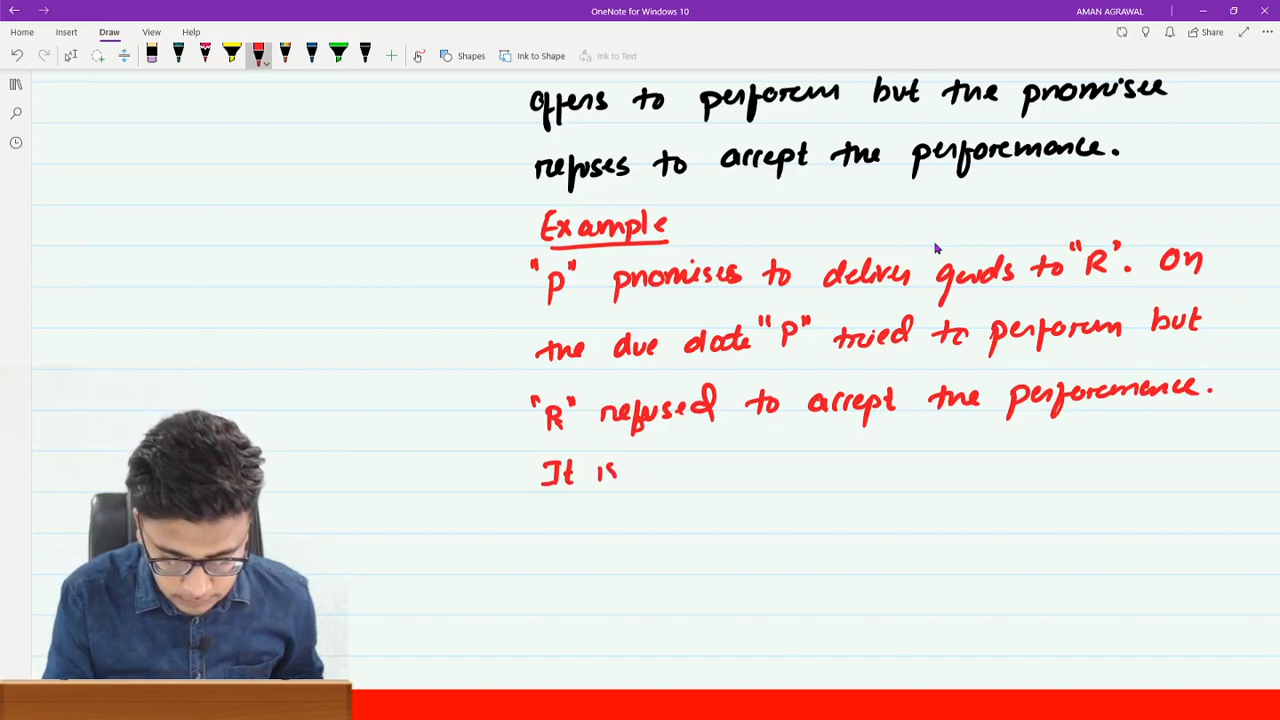 OneNote for Windows 10
AMAN AGRAWAL
Home Insert Draw View Help
Shapes Ink to Shape Ink to Text Share
offers to perform but the promisee
refuses to accept the performance.
Example
"P" promises to deliver goods to "R". On
the due date "P" tried to perform but
"R" refused to accept the performance.
It is